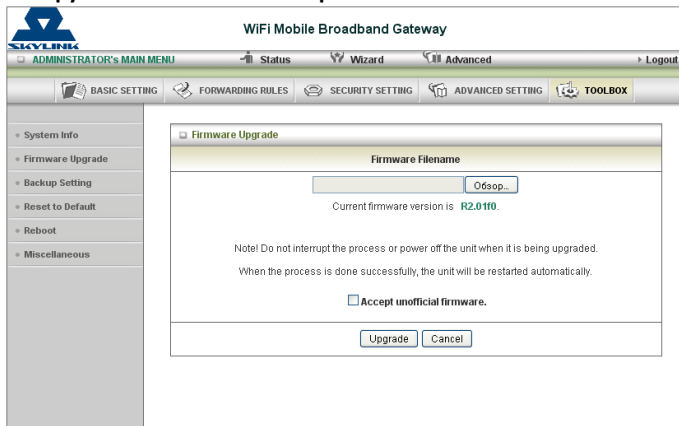 WiFi Mobile Broadband Gateway
SKYLINK
ADMINISTRATOR's MAIN MENU Status Wizard Advanced Logout
BASIC SETTING FORWARDING RULES SECURITY SETTING ADVANCED SETTING TOOLBOX
System Info
Firmware Upgrade
Backup Setting
Reset to Default
Reboot
Miscellaneous
Firmware Upgrade
Firmware Filename
Обзор...
Current firmware version is R2.01f0.
Note! Do not interrupt the process or power off the unit when it is being upgraded.
When the process is done successfully, the unit will be restarted automatically.
Accept unofficial firmware.
Upgrade Cancel